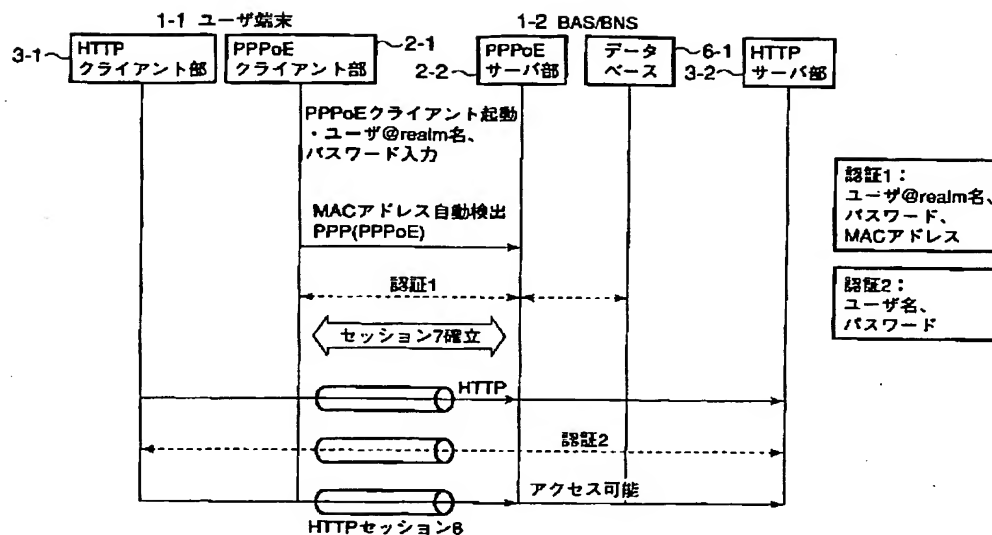 1-1 ユーザ端末
1-2 BAS/BNS
3-1
HTTP
クライアント部
PPPoE
クライアント部
2-1
PPPoE
サーバ部
2-2
データ
ベース
6-1
3-2
HTTP
サーバ部
PPPoEクライアント起動
・ユーザ@realm名、
パスワード入力
MACアドレス自動検出
PPP(PPPoE)
認証1
セッション7確立
HTTP
認証2
アクセス可能
HTTPセッション8
認証1：
ユーザ@realm名、
パスワード、
MACアドレス
認証2：
ユーザ名、
パスワード